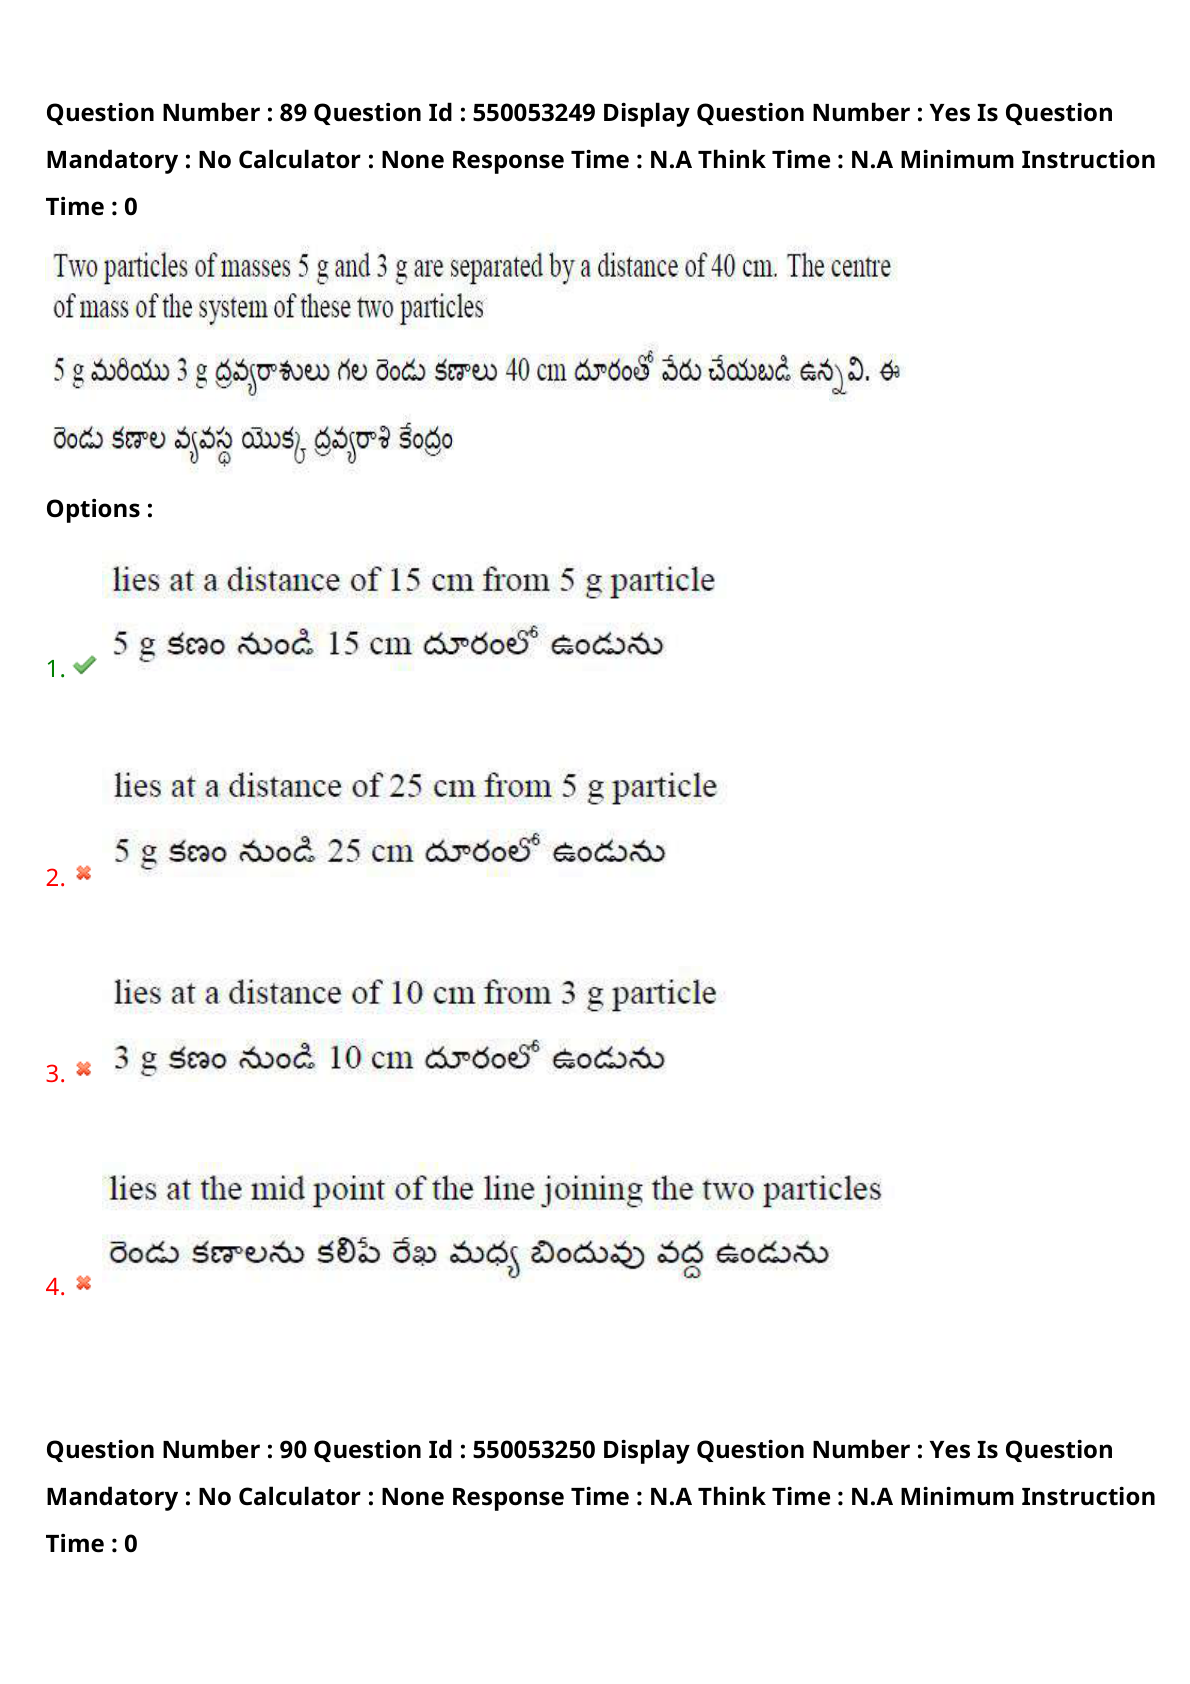 Question Number : 89 Question Id : 550053249 Display Question Number : Yes Is Question
Mandatory : No Calculator : None Response Time : N.A Think Time : N.A Minimum Instruction
Time : 0
Two particles of masses 5 g and 3 g are separated by a distance of 40 cm. The centre
of mass of the system of these two particles
5 g మరియు 3 g ద్రవ్యరాశులు గల రెండు కణాలు 40 cm దూరంతో వేరు చేయబడి ఉన్నవి. ఈ
రెండు కణాల వ్యవస్థ యొక్క ద్రవ్యరాశి కేంద్రం
Options :
lies at a distance of 15 cm from 5 g particle
5 g కణం నుండి 15 cm దూరంలో ఉండును
1.
lies at a distance of 25 cm from 5 g particle
5 g కణం నుండి 25 cm దూరంలో ఉండును
2.
lies at a distance of 10 cm from 3 g particle
3 g కణం నుండి 10 cm దూరంలో ఉండును
3.
lies at the mid point of the line joining the two particles
రెండు కణాలను కలిపే రేఖ మధ్య బిందువు వద్ద ఉండును
4.
Question Number : 90 Question Id : 550053250 Display Question Number : Yes Is Question
Mandatory : No Calculator : None Response Time : N.A Think Time : N.A Minimum Instruction
Time : 0